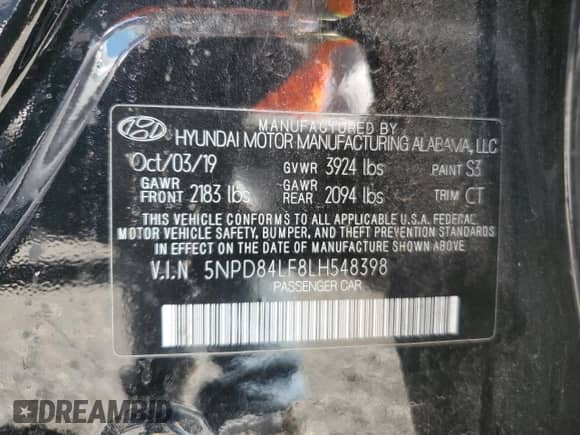 MANUFACTURED BY
HYUNDAI MOTOR MANUFACTURING ALABAMA, LLC
Oct/03/19 GVWR 3924 lbs PAINT S3
GAWR FRONT 2183 lbs GAWR REAR 2094 lbs TRIM CT
THIS VEHICLE CONFORMS TO ALL APPLICABLE U.S.A. FEDERAL
MOTOR VEHICLE SAFETY, BUMPER, AND THEFT PREVENTION STANDARDS
IN EFFECT ON THE DATE OF MANUFACTURE SHOWN ABOVE.
V.I.N 5NPD84LF8LH548398
PASSENGER CAR
DREAMBID